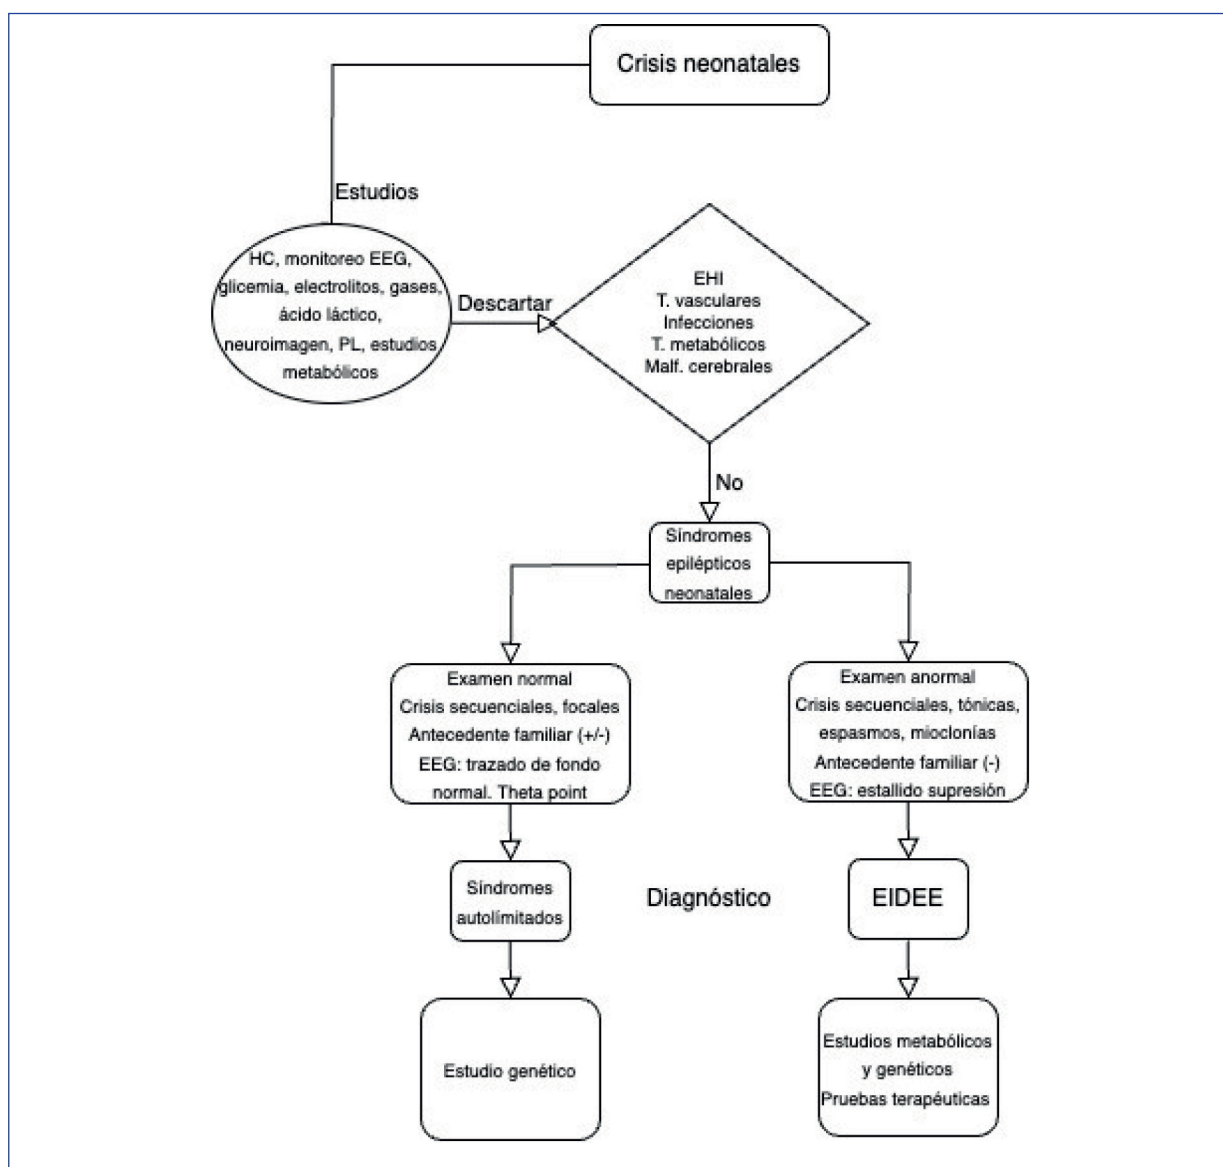 Crisis neonatales
Estudios
HC, monitoreo EEG,
glicemia, electrolitos, gases,
ácido láctico,
neuroimagen, PL, estudios
metabólicos
Descartar
EHI
T. vasculares
Infecciones
T. metabólicos
Malf. cerebrales
No
Síndromes
epilépticos
neonatales
Examen normal
Crisis secuenciales, focales
Antecedente familiar (+/-)
EEG: trazado de fondo
normal. Theta point
Examen anormal
Crisis secuenciales, tónicas,
espasmos, mioclonías
Antecedente familiar (-)
EEG: estallido supresión
Síndromes
autolímitados
Diagnóstico
EIDEE
Estudio genético
Estudios metabólicos
y genéticos
Pruebas terapéuticas